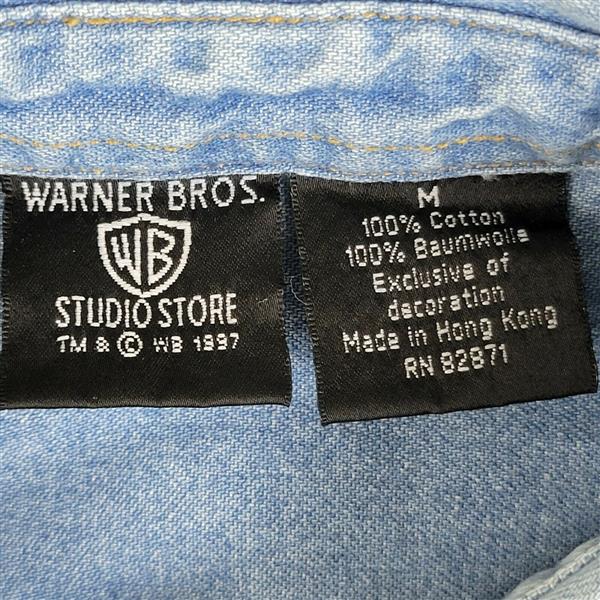 WARNER BROS.
WB
STUDIO STORE
TM & © WB 1997
M
100% Cotton
100% Baumwolle
Exclusive of
decoration
Made in Hong Kong
RN 82871